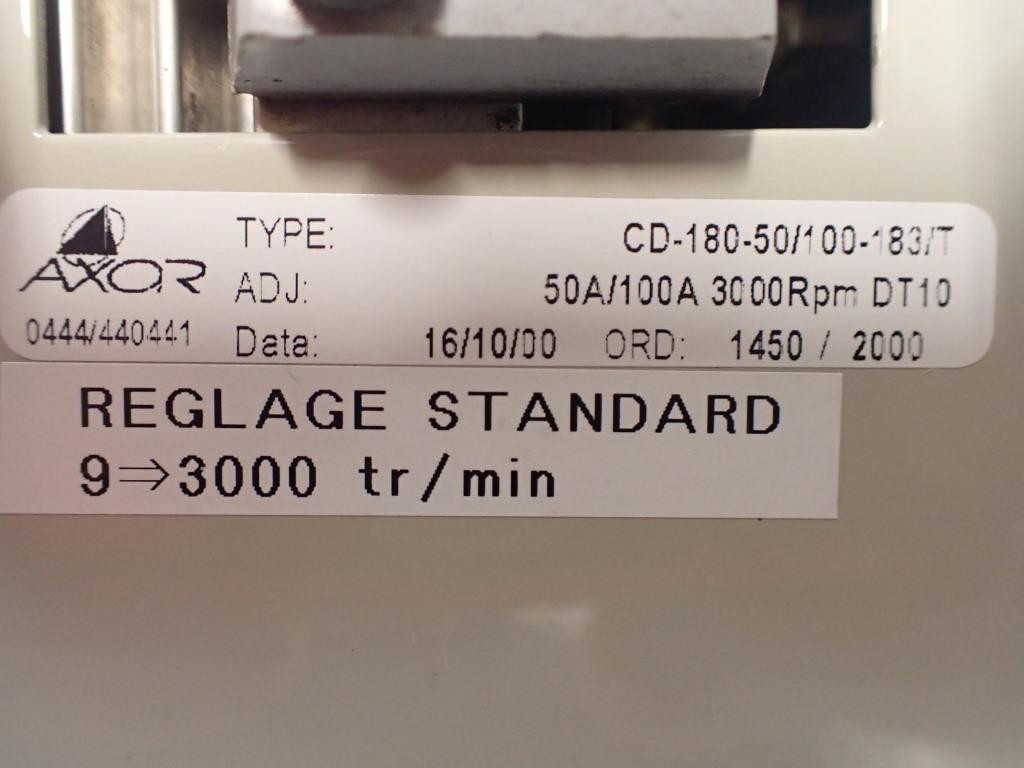 TYPE: CD-180-50/100-183/T
AXOR ADJ: 50A/100A 3000Rpm DT10
0444/440441 Data: 16/10/00 ORD: 1450 / 2000
REGLAGE STANDARD
9⇒3000 tr/min